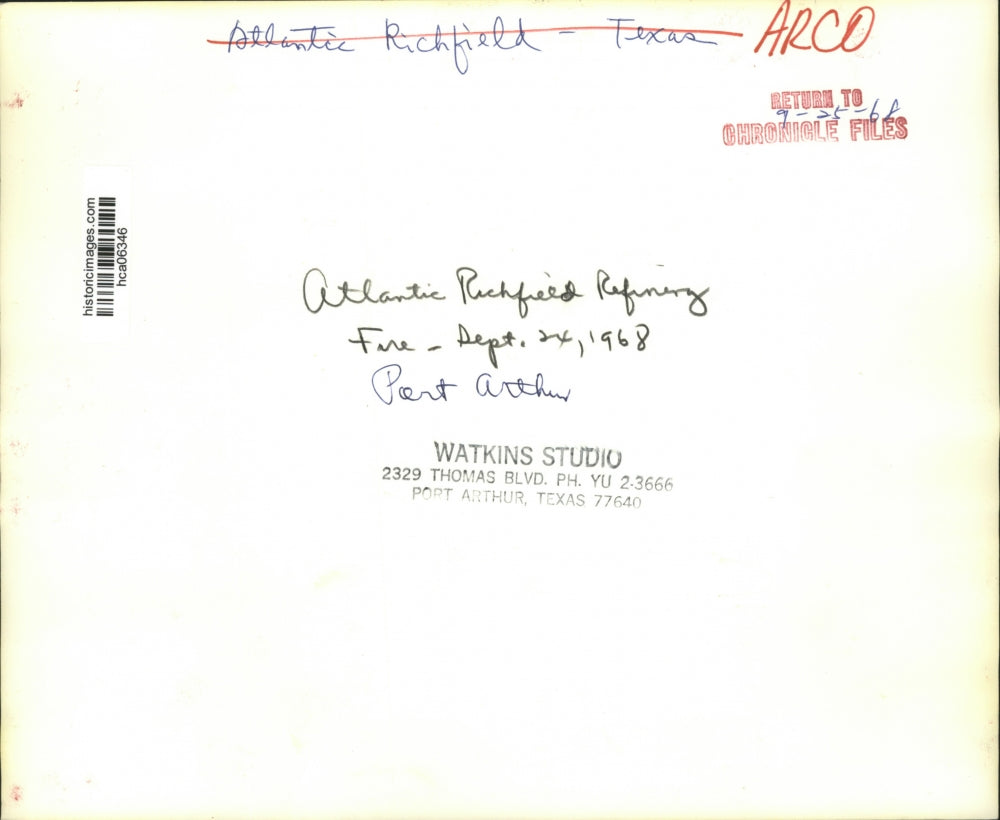 Atlantic Richfield - Texas ARCO
RETURN TO
9-25-68
CHRONICLE FILES
historicimages.com
hca06346
Atlantic Richfield Refinery
Fire - Sept. 24, 1968
Port Arthur
WATKINS STUDIO
2329 THOMAS BLVD. PH. YU 2-3666
PORT ARTHUR, TEXAS 77640